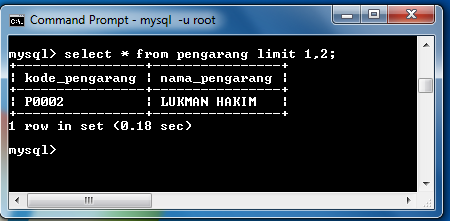 Command Prompt - mysql -u root
mysql> select * from pengarang limit 1,2;
+---------------+----------------+
| kode_pengarang | nama_pengarang |
+---------------+----------------+
| P0002 | LUKMAN HAKIM |
+---------------+----------------+
1 row in set (0.18 sec)
mysql>